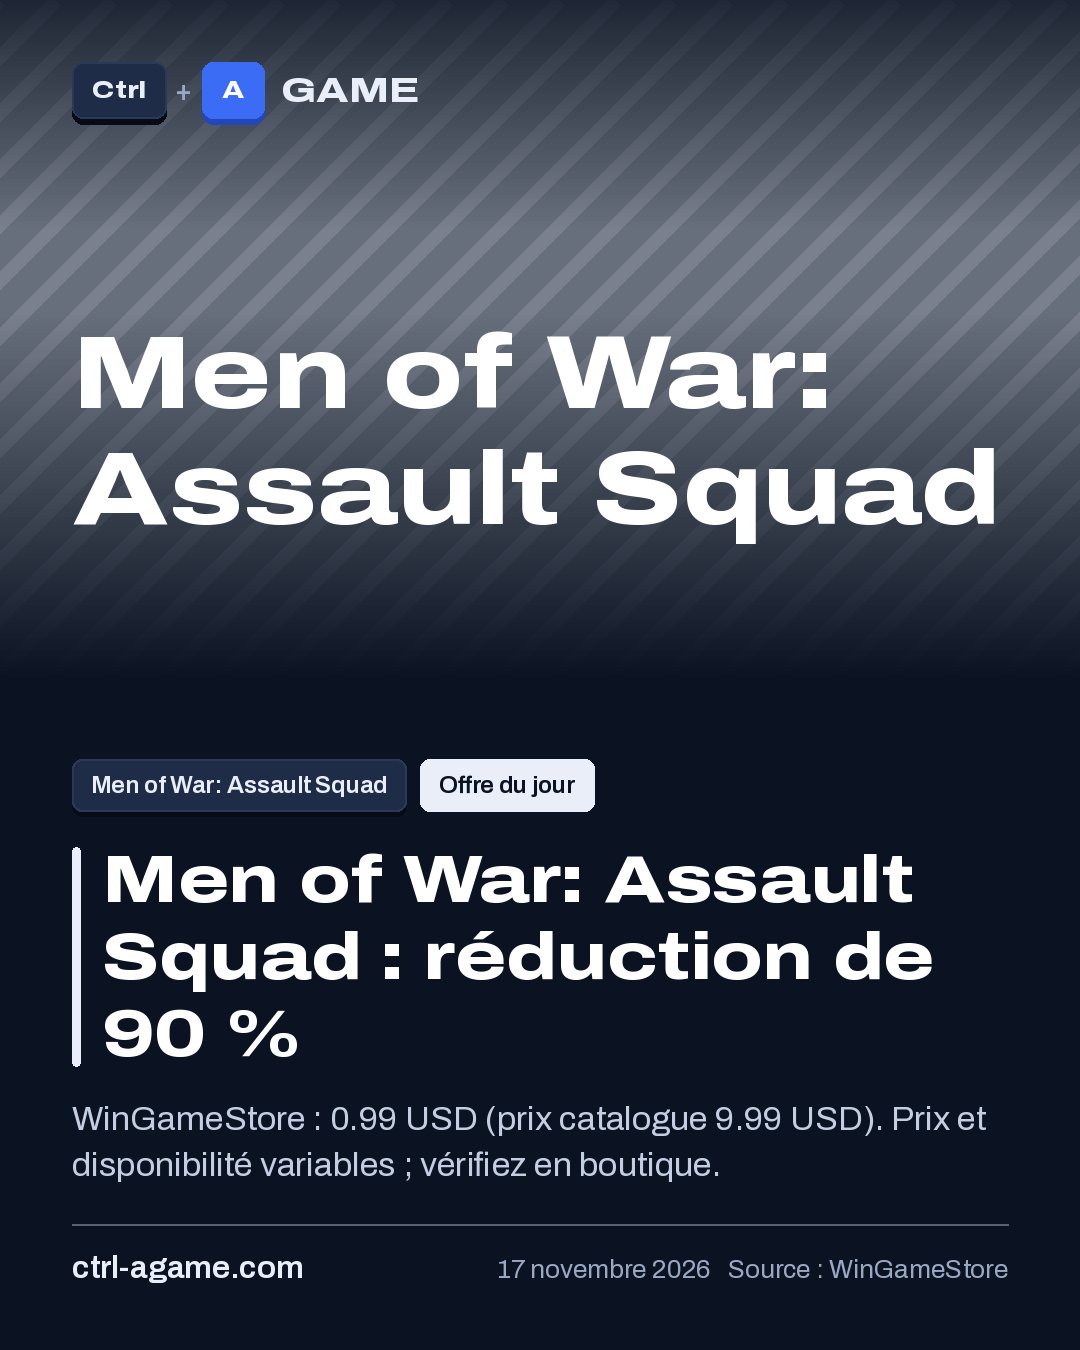 Ctrl + A GAME
Men of War:
Assault Squad
Men of War: Assault Squad Offre du jour
Men of War: Assault
Squad : réduction de
90 %
WinGameStore : 0.99 USD (prix catalogue 9.99 USD). Prix et
disponibilité variables ; vérifiez en boutique.
ctrl-agame.com 17 novembre 2026 Source : WinGameStore